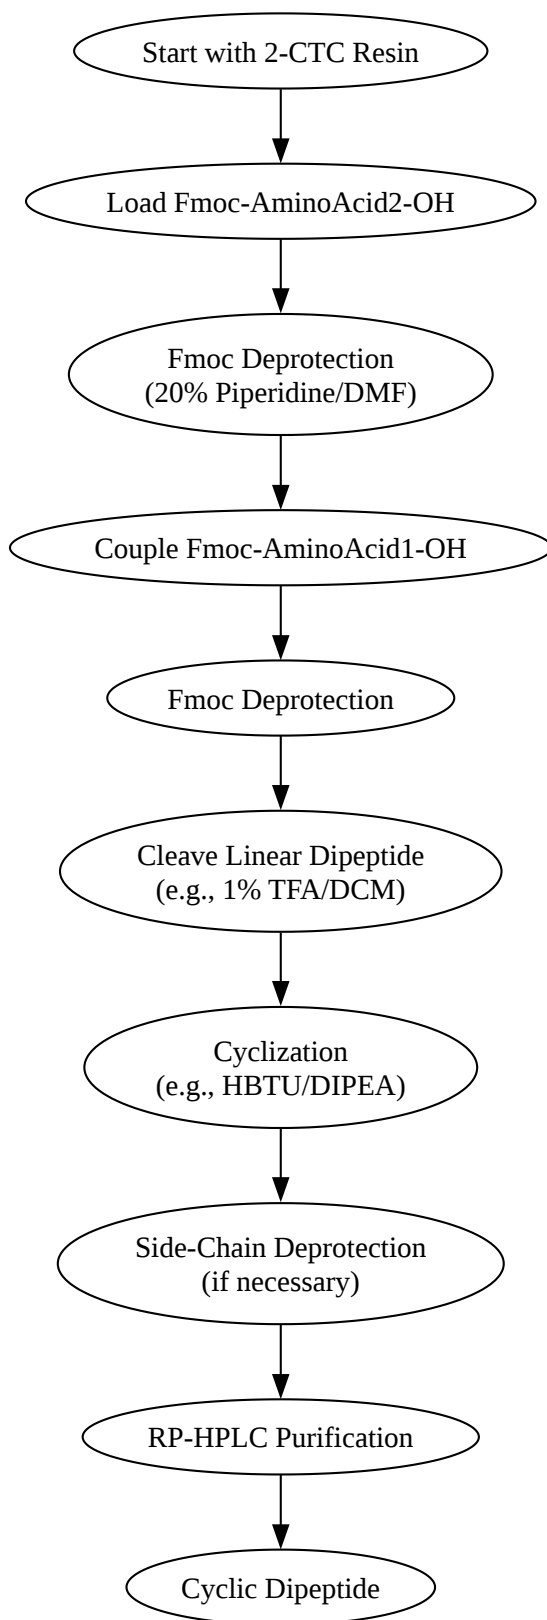 Start with 2-CTC Resin
Load Fmoc-AminoAcid2-OH
Fmoc Deprotection
(20% Piperidine/DMF)
Couple Fmoc-AminoAcid1-OH
Fmoc Deprotection
Cleave Linear Dipeptide
(e.g., 1% TFA/DCM)
Cyclization
(e.g., HBTU/DIPEA)
Side-Chain Deprotection
(if necessary)
RP-HPLC Purification
Cyclic Dipeptide